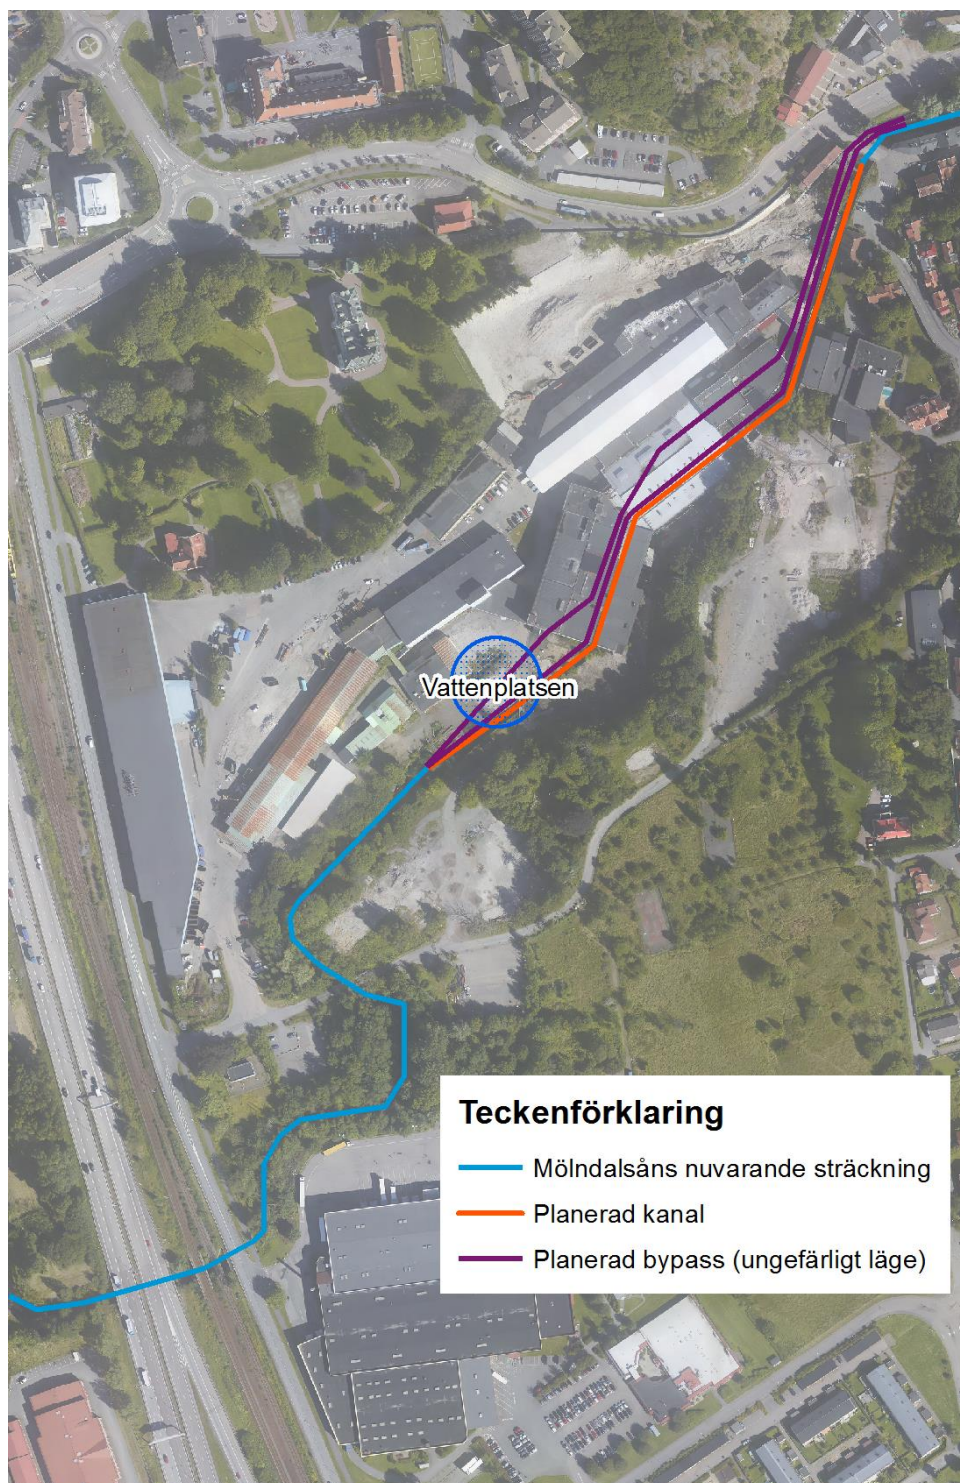 Vattenplatsen
Teckenförklaring
Mölndalsåns nuvarande sträckning
Planerad kanal
Planerad bypass (ungefärligt läge)